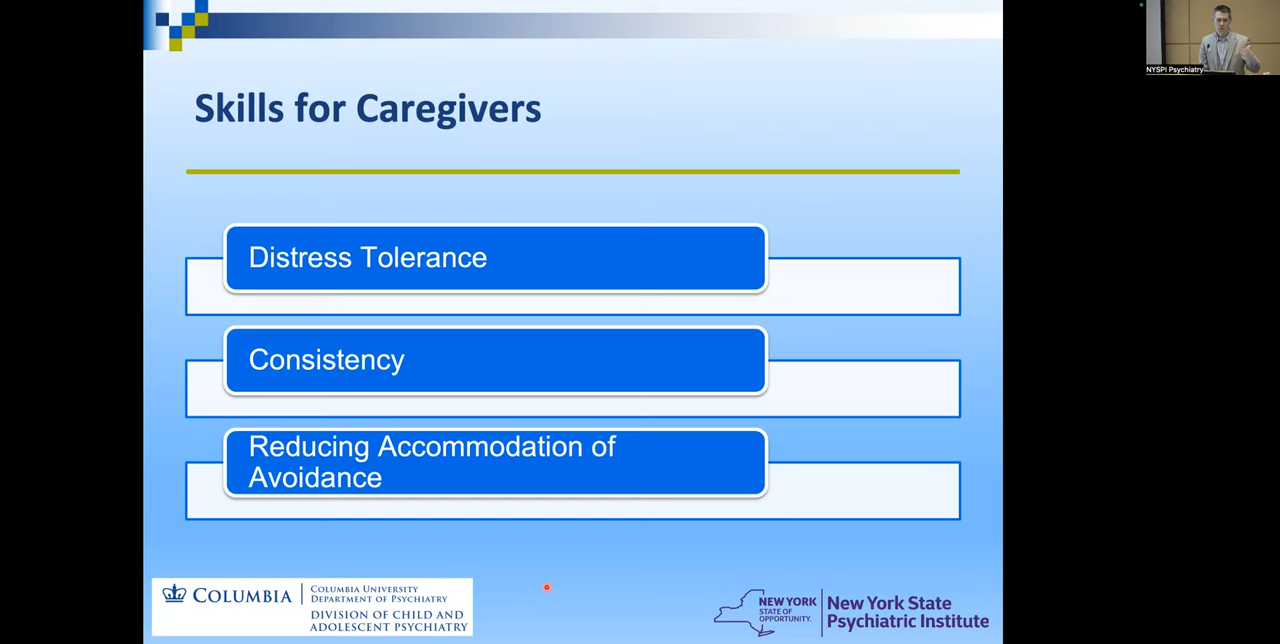 NYSPI Psychiatry
Skills for Caregivers
Distress Tolerance
Consistency
Reducing Accommodation of
Avoidance
COLUMBIA
COLUMBIA UNIVERSITY
DEPARTMENT OF PSYCHIATRY
DIVISION OF CHILD AND
ADOLESCENT PSYCHIATRY
NEW YORK
STATE OF
OPPORTUNITY.
New York State
Psychiatric Institute